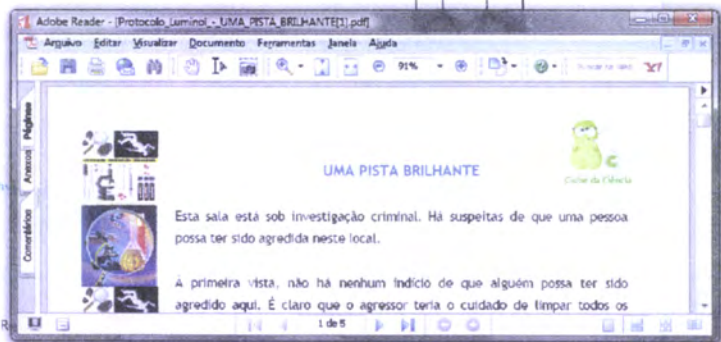 Adobe Reader - [Protocolo_Luminol_-_UMA_PISTA_BRILHANTE[1].pdf]
Arquivo Editar Visualizar Documento Ferramentas Janela Ajuda
91%
Páginas
Anexos
Comentários
UMA PISTA BRILHANTE
Clube da Ciência
Esta sala está sob investigação criminal. Há suspeitas de que uma pessoa
possa ter sido agredida neste local.
À primeira vista, não há nenhum indício de que alguém possa ter sido
agredido aqui. É claro que o agressor teria o cuidado de limpar todos os
1 de 5